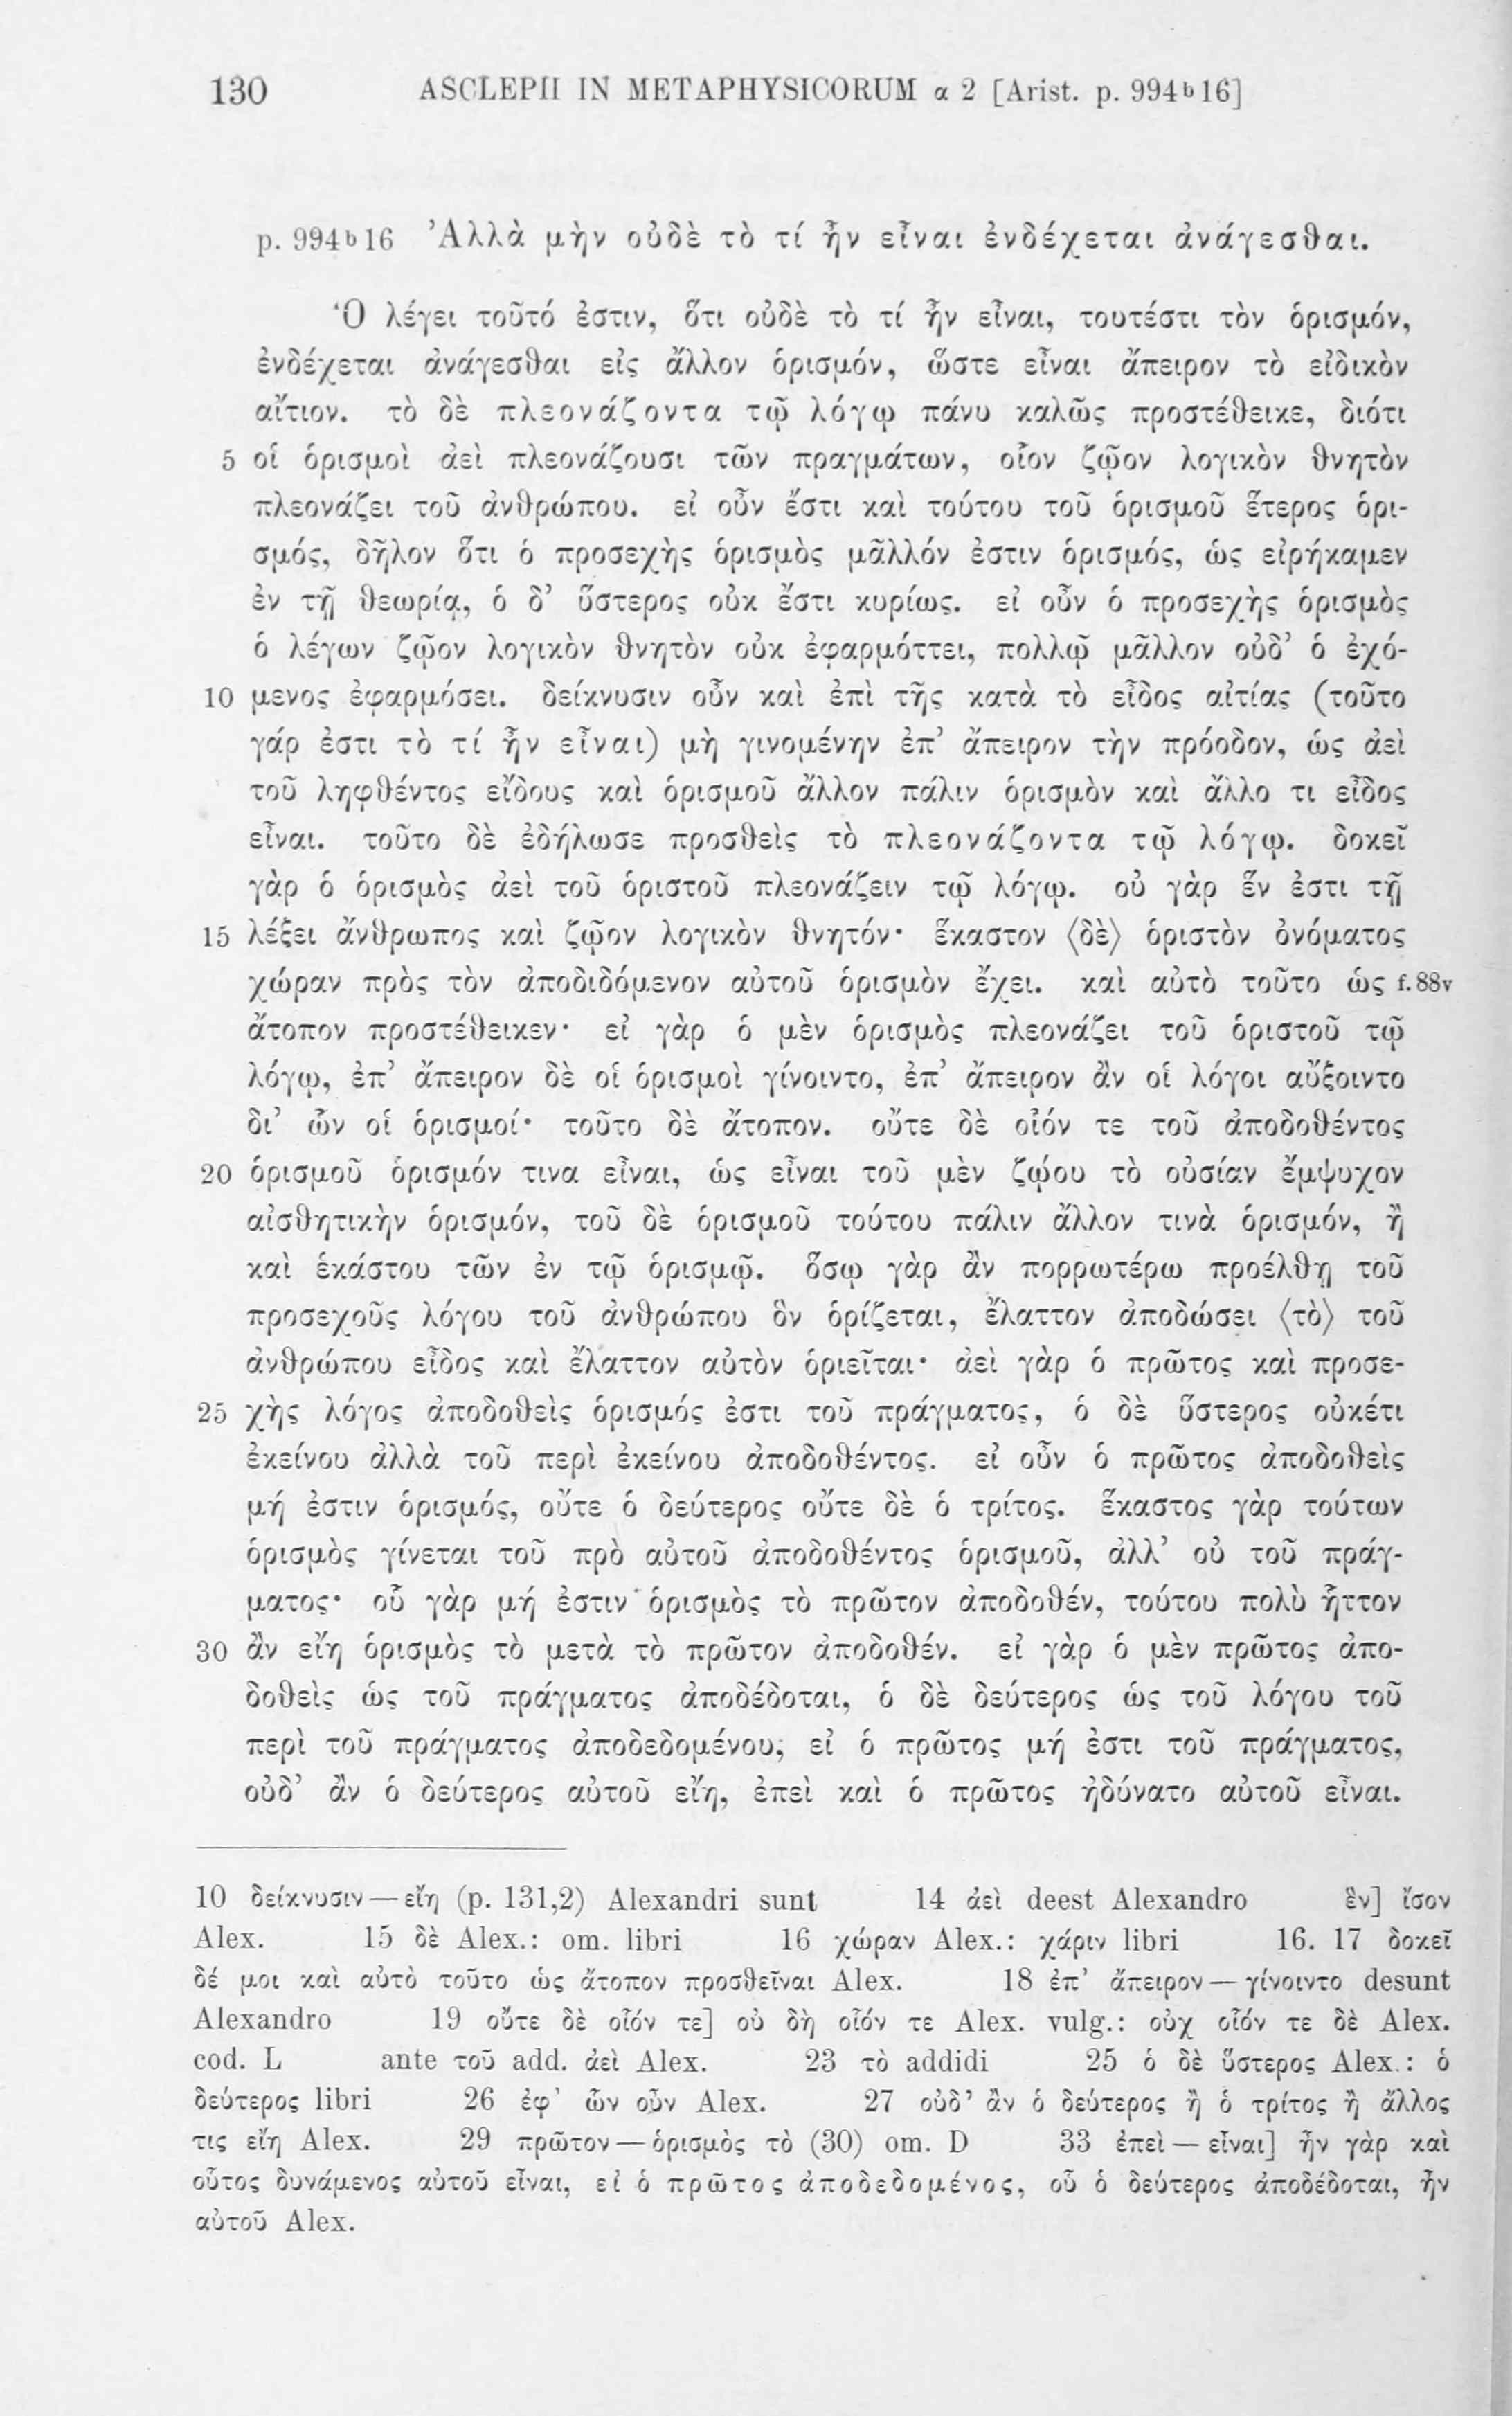 130 ASCLEPII IN METAPHYSICORUM α 2 [Arist. p. 994b16]
p. 994b16 Ἀλλὰ μὴν οὐδὲ τὸ τί ἦν εἶναι ἐνδέχεται ἀνάγεσθαι.
Ὃ λέγει τοῦτό ἐστιν, ὅτι οὐδὲ τὸ τί ἦν εἶναι, τουτέστι τὸν ὁρισμόν,
ἐνδέχεται ἀνάγεσθαι εἰς ἄλλον ὁρισμόν, ὥστε εἶναι ἄπειρον τὸ εἰδικὸν
αἴτιον. τὸ δὲ πλεονάζοντα τῷ λόγῳ πάνυ καλῶς προστέθεικε, διότι
5 οἱ ὁρισμοὶ ἀεὶ πλεονάζουσι τῶν πραγμάτων, οἷον ζῷον λογικὸν θνητὸν
πλεονάζει τοῦ ἀνθρώπου. εἰ οὖν ἔστι καὶ τούτου τοῦ ὁρισμοῦ ἕτερος ὁρι-
σμός, δῆλον ὅτι ὁ προσεχὴς ὁρισμὸς μᾶλλόν ἐστιν ὁρισμός, ὡς εἰρήκαμεν
ἐν τῇ θεωρίᾳ, ὁ δ' ὕστερος οὐκ ἔστι κυρίως. εἰ οὖν ὁ προσεχὴς ὁρισμὸς
ὁ λέγων ζῷον λογικὸν θνητὸν οὐκ ἐφαρμόττει, πολλῷ μᾶλλον οὐδ' ὁ ἐχό-
10 μενος ἐφαρμόσει. δείκνυσιν οὖν καὶ ἐπὶ τῆς κατὰ τὸ εἶδος αἰτίας (τοῦτο
γάρ ἐστι τὸ τί ἦν εἶναι) μὴ γινομένην ἐπ' ἄπειρον τὴν πρόοδον, ὡς ἀεὶ
τοῦ ληφθέντος εἴδους καὶ ὁρισμοῦ ἄλλον πάλιν ὁρισμὸν καὶ ἄλλο τι εἶδος
εἶναι. τοῦτο δὲ ἐδήλωσε προσθεὶς τὸ πλεονάζοντα τῷ λόγῳ. δοκεῖ
γὰρ ὁ ὁρισμὸς ἀεὶ τοῦ ὁριστοῦ πλεονάζειν τῷ λόγῳ. οὐ γὰρ ἕν ἐστι τῇ
15 λέξει ἄνθρωπος καὶ ζῷον λογικὸν θνητόν· ἕκαστον ⟨δὲ⟩ ὁριστὸν ὀνόματος
χώραν πρὸς τὸν ἀποδιδόμενον αὐτοῦ ὁρισμὸν ἔχει. καὶ αὐτὸ τοῦτο ὡς f.88v
ἄτοπον προστέθεικεν· εἰ γὰρ ὁ μὲν ὁρισμὸς πλεονάζει τοῦ ὁριστοῦ τῷ
λόγῳ, ἐπ' ἄπειρον δὲ οἱ ὁρισμοὶ γίνοιντο, ἐπ' ἄπειρον ἂν οἱ λόγοι αὔξοιντο
δι' ὧν οἱ ὁρισμοί· τοῦτο δὲ ἄτοπον. οὔτε δὲ οἷόν τε τοῦ ἀποδοθέντος
20 ὁρισμοῦ ὁρισμόν τινα εἶναι, ὡς εἶναι τοῦ μὲν ζῴου τὸ οὐσίαν ἔμψυχον
αἰσθητικὴν ὁρισμόν, τοῦ δὲ ὁρισμοῦ τούτου πάλιν ἄλλον τινὰ ὁρισμόν, ἢ
καὶ ἑκάστου τῶν ἐν τῷ ὁρισμῷ. ὅσῳ γὰρ ἂν πορρωτέρω προέλθῃ τοῦ
προσεχοῦς λόγου τοῦ ἀνθρώπου ὃν ὁρίζεται, ἔλαττον ἀποδώσει ⟨τὸ⟩ τοῦ
ἀνθρώπου εἶδος καὶ ἔλαττον αὐτὸν ὁριεῖται· ἀεὶ γὰρ ὁ πρῶτος καὶ προσε-
25 χὴς λόγος ἀποδοθεὶς ὁρισμός ἐστι τοῦ πράγματος, ὁ δὲ ὕστερος οὐκέτι
ἐκείνου ἀλλὰ τοῦ περὶ ἐκείνου ἀποδοθέντος. εἰ οὖν ὁ πρῶτος ἀποδοθεὶς
μή ἐστιν ὁρισμός, οὔτε ὁ δεύτερος οὔτε δὲ ὁ τρίτος. ἕκαστος γὰρ τούτων
ὁρισμὸς γίνεται τοῦ πρὸ αὐτοῦ ἀποδοθέντος ὁρισμοῦ, ἀλλ' οὐ τοῦ πράγ-
ματος· οὗ γὰρ μή ἐστιν ὁρισμὸς τὸ πρῶτον ἀποδοθέν, τούτου πολὺ ἧττον
30 ἂν εἴη ὁρισμὸς τὸ μετὰ τὸ πρῶτον ἀποδοθέν. εἰ γὰρ ὁ μὲν πρῶτος ἀπο-
δοθεὶς ὡς τοῦ πράγματος ἀποδέδοται, ὁ δὲ δεύτερος ὡς τοῦ λόγου τοῦ
περὶ τοῦ πράγματος ἀποδεδομένου, εἰ ὁ πρῶτος μή ἐστι τοῦ πράγματος,
οὐδ' ἂν ὁ δεύτερος αὐτοῦ εἴη, ἐπεὶ καὶ ὁ πρῶτος ἠδύνατο αὐτοῦ εἶναι.
10 δείκνυσιν — εἴη (p. 131,2) Alexandri sunt 14 ἀεὶ deest Alexandro ἓν] ἴσον
Alex. 15 δὲ Alex.: om. libri 16 χώραν Alex.: χάριν libri 16. 17 δοκεῖ
δέ μοι καὶ αὐτὸ τοῦτο ὡς ἄτοπον προσθεῖναι Alex. 18 ἐπ' ἄπειρον — γίνοιντο desunt
Alexandro 19 οὔτε δὲ οἷόν τε] οὐ δὴ οἷόν τε Alex. vulg.: οὐχ οἷόν τε δὲ Alex.
cod. L ante τοῦ add. ἀεὶ Alex. 23 τὸ addidi 25 ὁ δὲ ὕστερος Alex.: ὁ
δεύτερος libri 26 ἐφ' ὧν οὖν Alex. 27 οὐδ' ἂν ὁ δεύτερος ἢ ὁ τρίτος ἢ ἄλλος
τις εἴη Alex. 29 πρῶτον — ὁρισμὸς τὸ (30) om. D 33 ἐπεὶ — εἶναι] ἦν γὰρ καὶ
οὗτος δυνάμενος αὐτοῦ εἶναι, εἰ ὁ πρῶτος ἀποδεδομένος, οὗ ὁ δεύτερος ἀποδέδοται, ἦν
αὐτοῦ Alex.